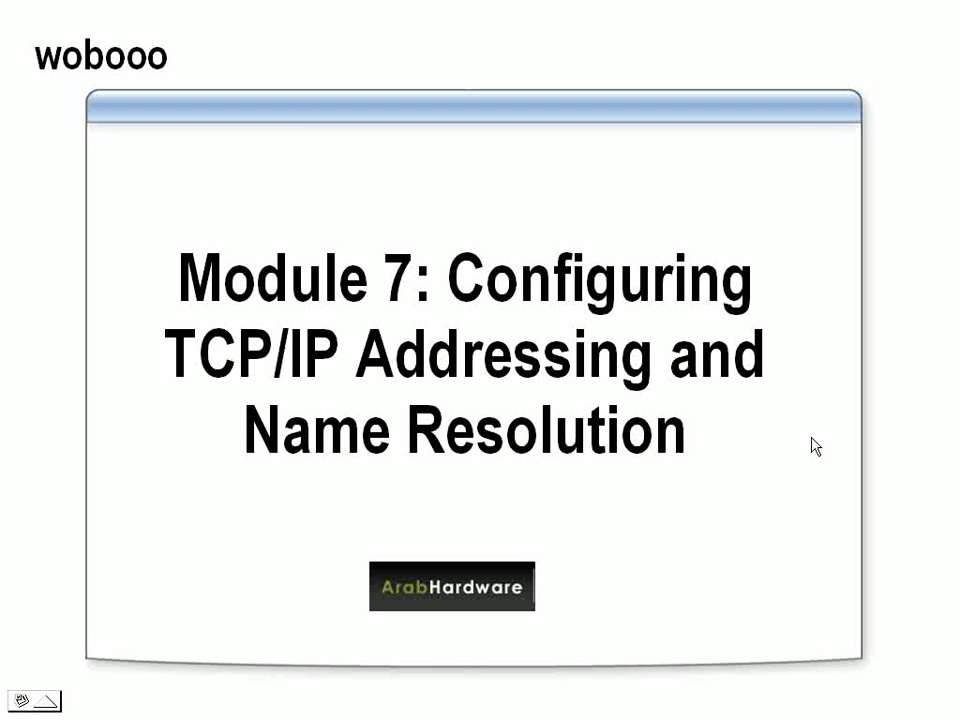 wobooo
Module 7: Configuring
TCP/IP Addressing and
Name Resolution
ArabHardware